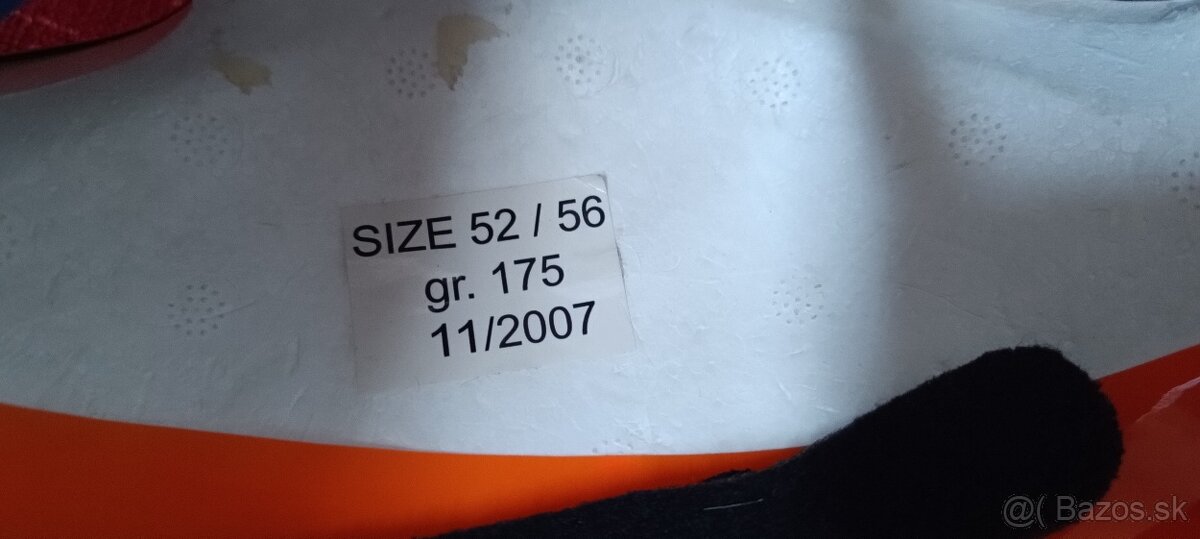 SIZE 52 / 56
gr. 175
11/2007
@( Bazos.sk